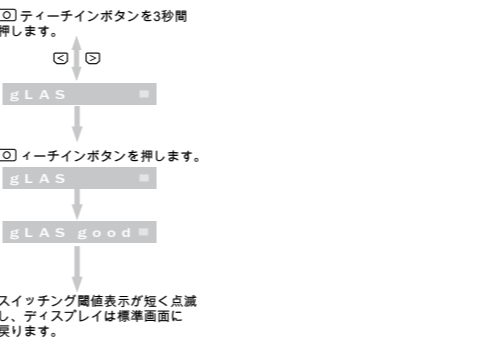 ティーチインボタンを3秒間
押します。
< >
gLAS
ィーチインボタンを押します。
gLAS
gLAS good
スイッチング閾値表示が短く点滅
し、ディスプレイは標準画面に
戻ります。